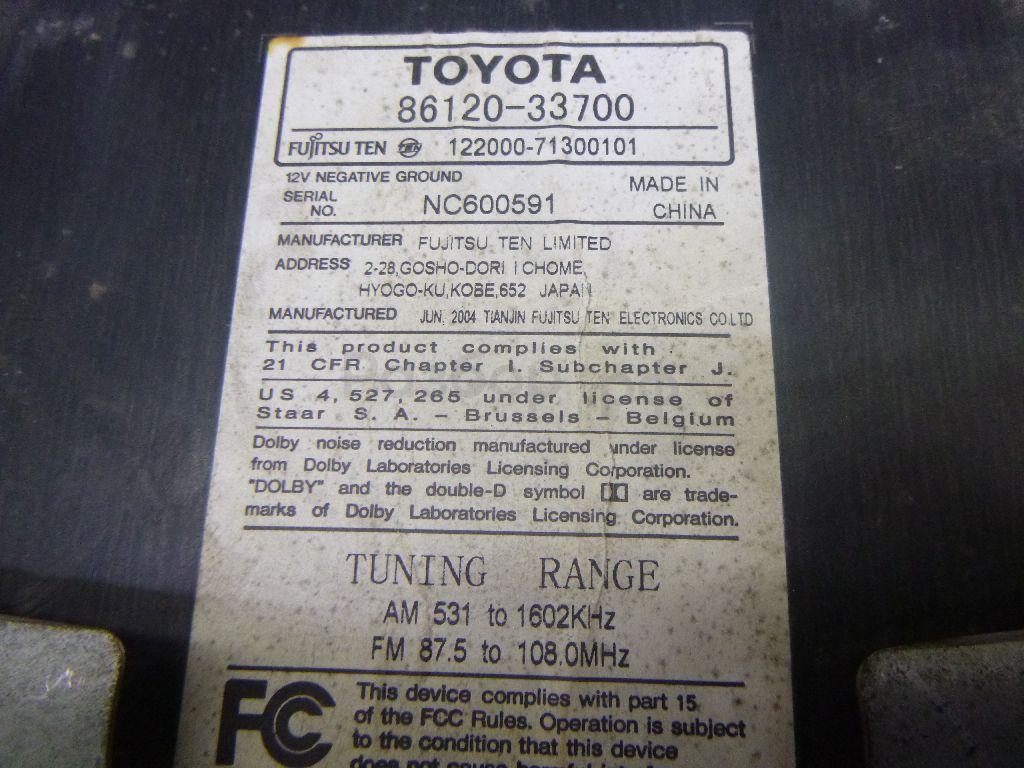 TOYOTA
86120-33700
FUJITSU TEN TEN 122000-71300101
12V NEGATIVE GROUND
SERIAL NO. NC600591
MADE IN CHINA
MANUFACTURER FUJITSU TEN LIMITED
ADDRESS 2-28,GOSHO-DORI I CHOME,
HYOGO-KU,KOBE,652 JAPAN
MANUFACTURED JUN. 2004 TIANJIN FUJITSU TEN ELECTRONICS CO.LTD
This product complies with
21 CFR Chapter I. Subchapter J.
US 4,527,265 under license of
Staar S. A. - Brussels - Belgium
Dolby noise reduction manufactured under license
from Dolby Laboratories Licensing Corporation.
"DOLBY" and the double-D symbol are trade-
marks of Dolby Laboratories Licensing Corporation.
TUNING RANGE
AM 531 to 1602KHz
FM 87.5 to 108.0MHz
FC This device complies with part 15
of the FCC Rules. Operation is subject
to the condition that this device
does not cause harmful